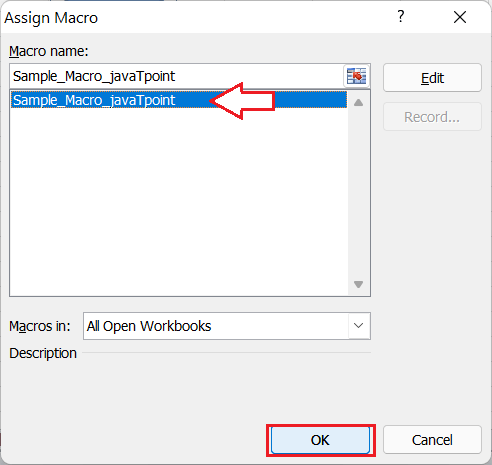 Assign Macro ?
Macro name:
Sample_Macro_javaTpoint
Edit
Sample_Macro_javaTpoint
Record...
Macros in: All Open Workbooks
Description
OK Cancel